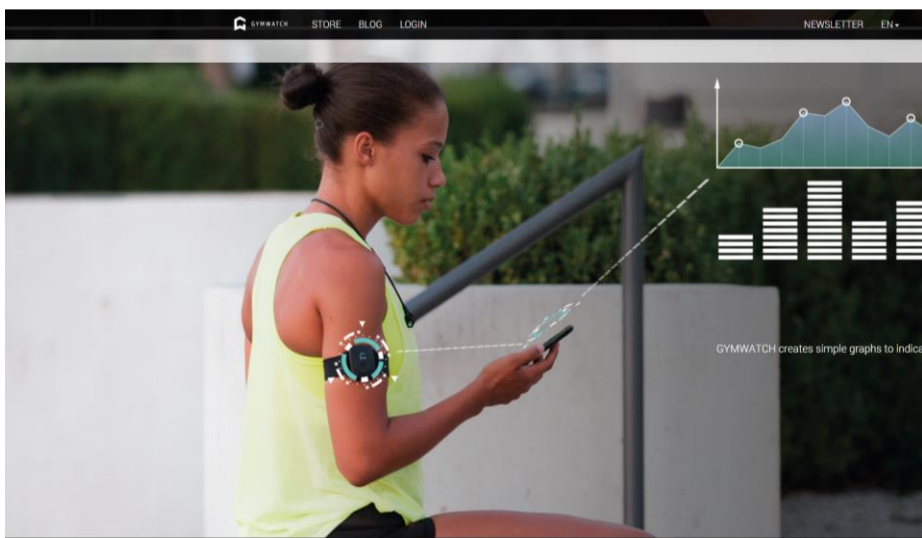 GYMWATCH STORE BLOG LOGIN NEWSLETTER EN
GYMWATCH creates simple graphs to indica